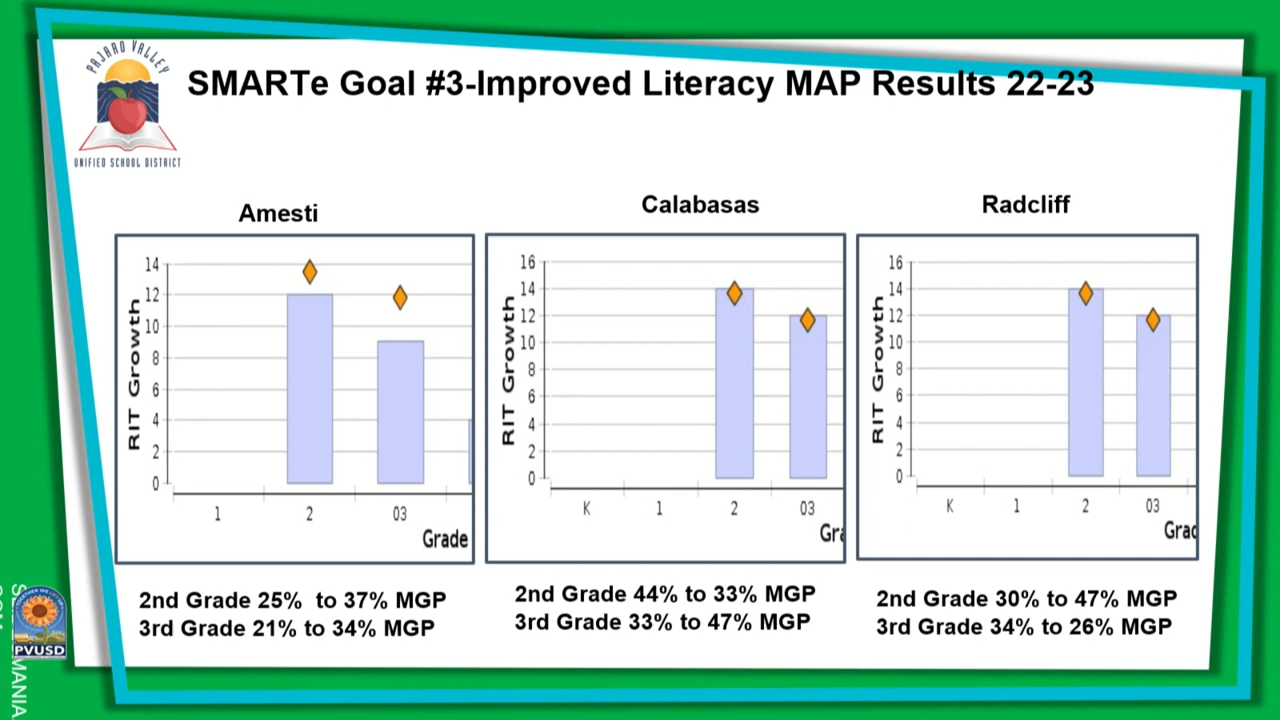 PAJARO VALLEY
UNIFIED SCHOOL DISTRICT
SMARTe Goal #3-Improved Literacy MAP Results 22-23
Amesti
RIT Growth
14
12
10
8
6
4
2
0
1 2 03
Grade
2nd Grade 25% to 37% MGP
3rd Grade 21% to 34% MGP
Calabasas
RIT Growth
16
14
12
10
8
6
4
2
0
K 1 2 03
Gra
2nd Grade 44% to 33% MGP
3rd Grade 33% to 47% MGP
Radcliff
RIT Growth
16
14
12
10
8
6
4
2
0
K 1 2 03
Grad
2nd Grade 30% to 47% MGP
3rd Grade 34% to 26% MGP
PVUSD